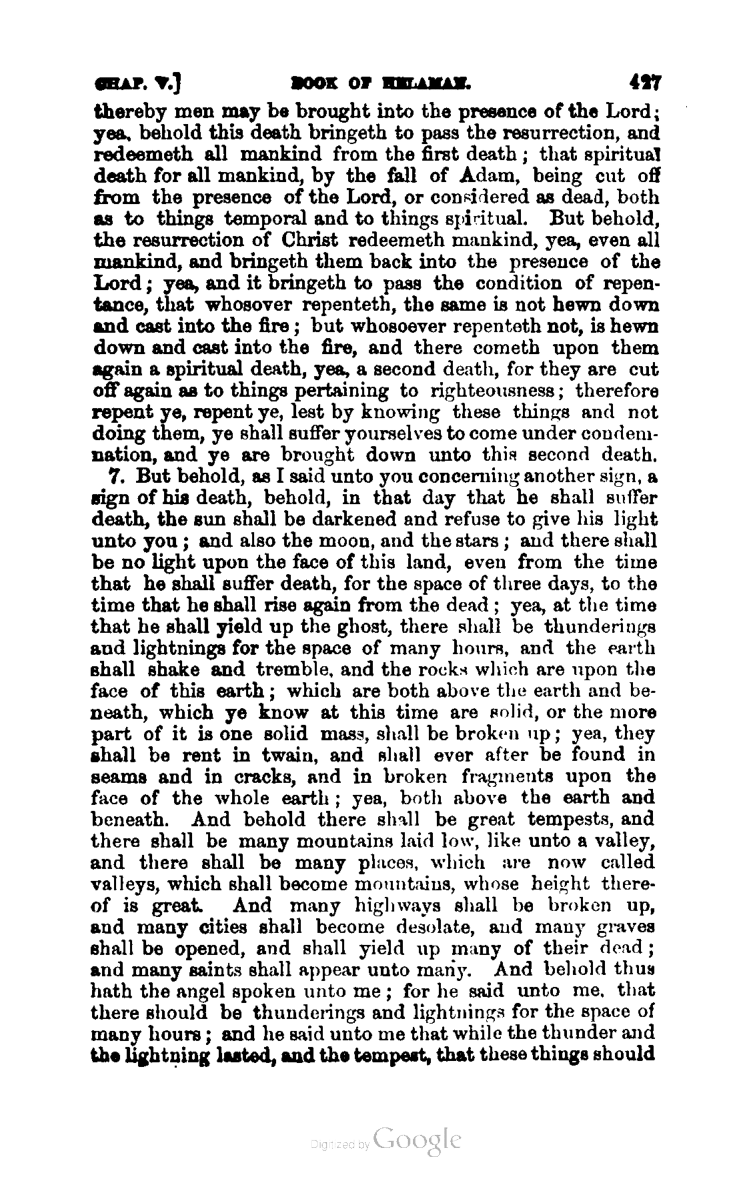 CHAP. V.] BOOK OF HELAMAN. 427
thereby men may be brought into the presence of the Lord;
yea, behold this death bringeth to pass the resurrection, and
redeemeth all mankind from the first death; that spiritual
death for all mankind, by the fall of Adam, being cut off
from the presence of the Lord, or considered as dead, both
as to things temporal and to things spiritual. But behold,
the resurrection of Christ redeemeth mankind, yea, even all
mankind, and bringeth them back into the presence of the
Lord; yea, and it bringeth to pass the condition of repen-
tance, that whosover repenteth, the same is not hewn down
and cast into the fire; but whosoever repenteth not, is hewn
down and cast into the fire, and there cometh upon them
again a spiritual death, yea, a second death, for they are cut
off again as to things pertaining to righteousness; therefore
repent ye, repent ye, lest by knowing these things and not
doing them, ye shall suffer yourselves to come under condem-
nation, and ye are brought down unto this second death.
7. But behold, as I said unto you concerning another sign, a
sign of his death, behold, in that day that he shall suffer
death, the sun shall be darkened and refuse to give his light
unto you; and also the moon, and the stars; and there shall
be no light upon the face of this land, even from the time
that he shall suffer death, for the space of three days, to the
time that he shall rise again from the dead; yea, at the time
that he shall yield up the ghost, there shall be thunderings
and lightnings for the space of many hours, and the earth
shall shake and tremble, and the rocks which are upon the
face of this earth; which are both above the earth and be-
neath, which ye know at this time are solid, or the more
part of it is one solid mass, shall be broken up; yea, they
shall be rent in twain, and shall ever after be found in
seams and in cracks, and in broken fragments upon the
face of the whole earth; yea, both above the earth and
beneath. And behold there shall be great tempests, and
there shall be many mountains laid low, like unto a valley,
and there shall be many places, which are now called
valleys, which shall become mountains, whose height there-
of is great. And many highways shall be broken up,
and many cities shall become desolate, and many graves
shall be opened, and shall yield up many of their dead;
and many saints shall appear unto many. And behold thus
hath the angel spoken unto me; for he said unto me, that
there should be thunderings and lightnings for the space of
many hours; and he said unto me that while the thunder and
the lightning lasted, and the tempest, that these things should
Digitized by Google